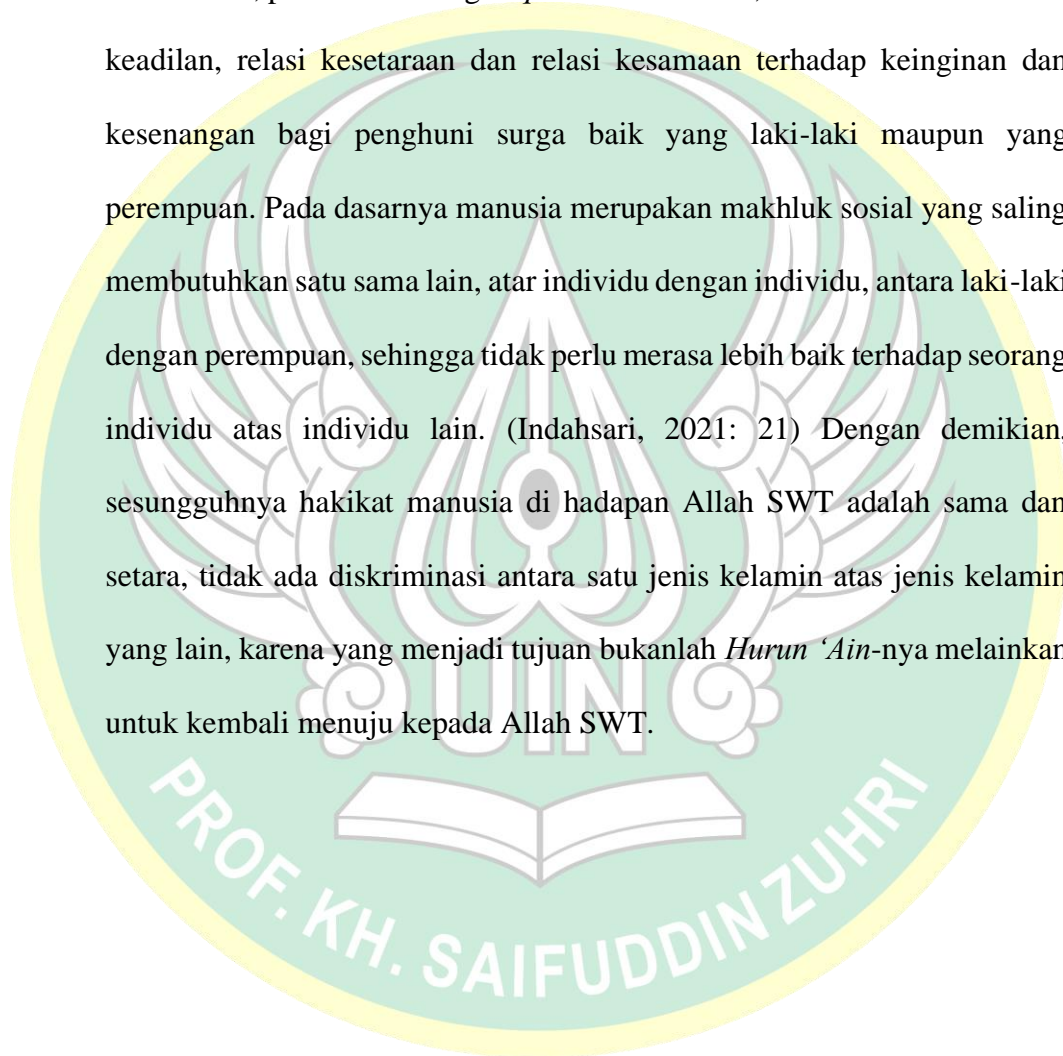 keadilan, relasi kesetaraan dan relasi kesamaan terhadap keinginan dan
kesenangan bagi penghuni surga baik yang laki-laki maupun yang
perempuan. Pada dasarnya manusia merupakan makhluk sosial yang saling
membutuhkan satu sama lain, atar individu dengan individu, antara laki-laki
dengan perempuan, sehingga tidak perlu merasa lebih baik terhadap seorang
individu atas individu lain. (Indahsari, 2021: 21) Dengan demikian,
sesungguhnya hakikat manusia di hadapan Allah SWT adalah sama dan
setara, tidak ada diskriminasi antara satu jenis kelamin atas jenis kelamin
yang lain, karena yang menjadi tujuan bukanlah Hurun ‘Ain-nya melainkan
untuk kembali menuju kepada Allah SWT.
UIN
PROF. KH. SAIFUDDIN ZUHRI